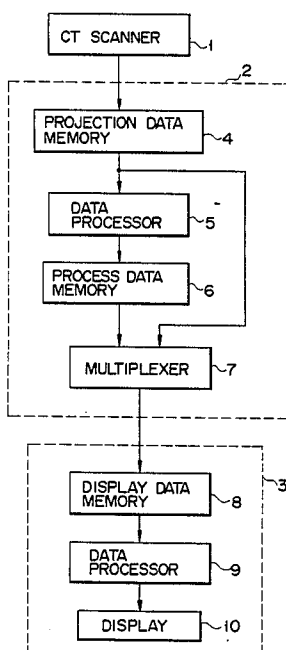 CT SCANNER
1
2
PROJECTION DATA
MEMORY
4
DATA
PROCESSOR
5
PROCESS DATA
MEMORY
6
MULTIPLEXER
7
3
DISPLAY DATA
MEMORY
8
DATA
PROCESSOR
9
DISPLAY
10